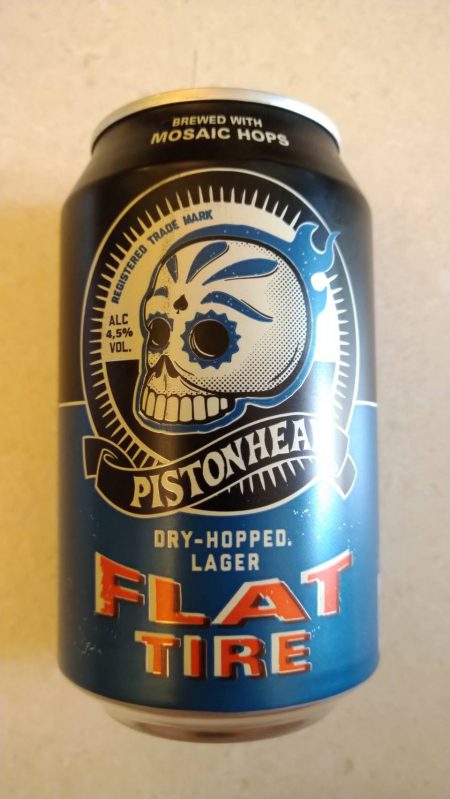 BREWED WITH
MOSAIC HOPS
REGISTERED TRADE MARK
ALC
4,5%
VOL.
PISTONHEAD
DRY-HOPPED.
LAGER
FLAT
TIRE